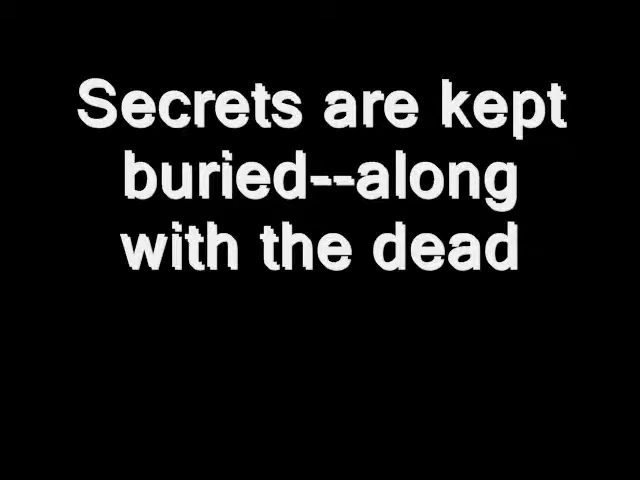 Secrets are kept
buried--along
with the dead